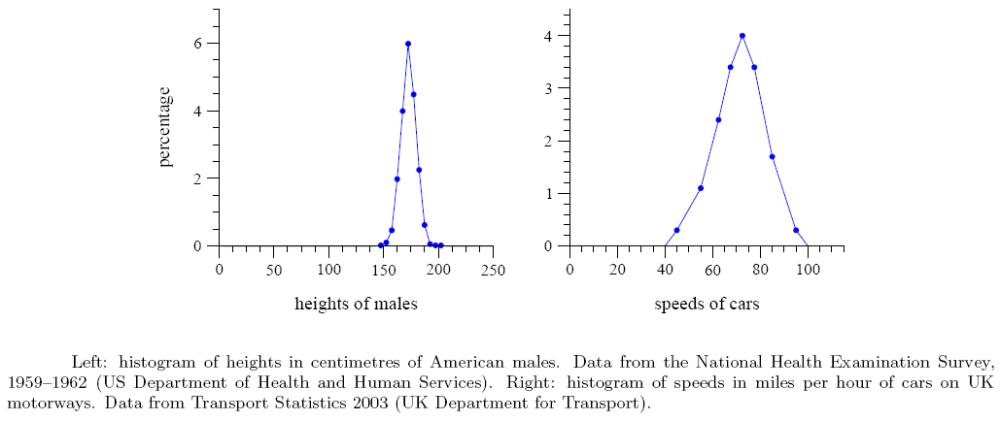 percentage
6
4
2
0
0 50 100 150 200 250
heights of males
4
3
2
1
0
0 20 40 60 80 100
speeds of cars
Left: histogram of heights in centimetres of American males. Data from the National Health Examination Survey,
1959–1962 (US Department of Health and Human Services). Right: histogram of speeds in miles per hour of cars on UK
motorways. Data from Transport Statistics 2003 (UK Department for Transport).